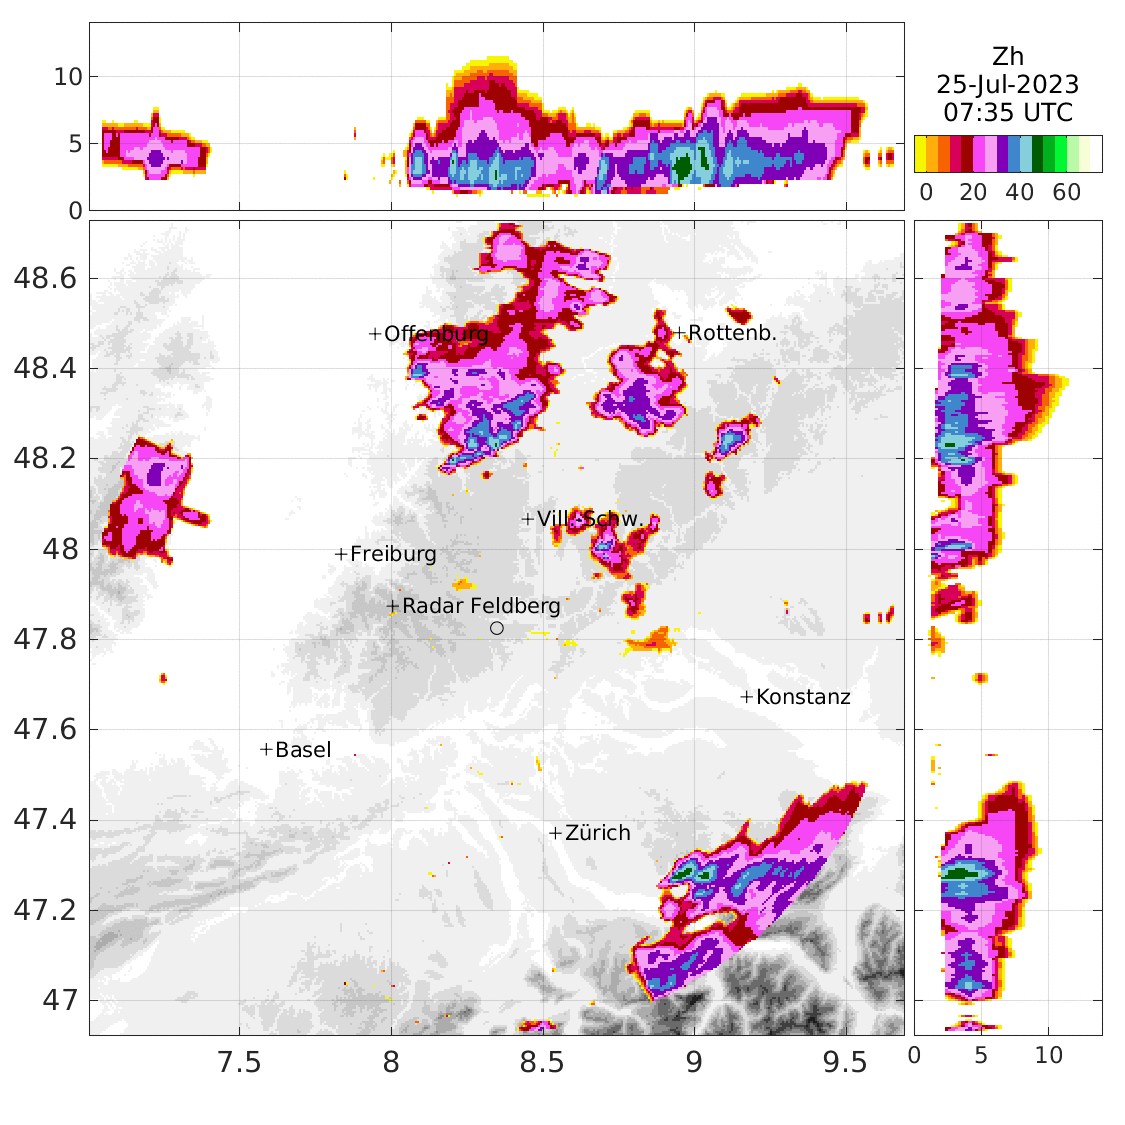 10
5
0
Zh
25-Jul-2023
07:35 UTC
0
20
40
60
48.6
48.4
48.2
48
47.8
47.6
47.4
47.2
47
+Offenburg
+Rottenb.
+Vill.-Schw.
+Freiburg
+Radar Feldberg
+Konstanz
+Basel
+Zürich
7.5
8
8.5
9
9.5
0
5
10